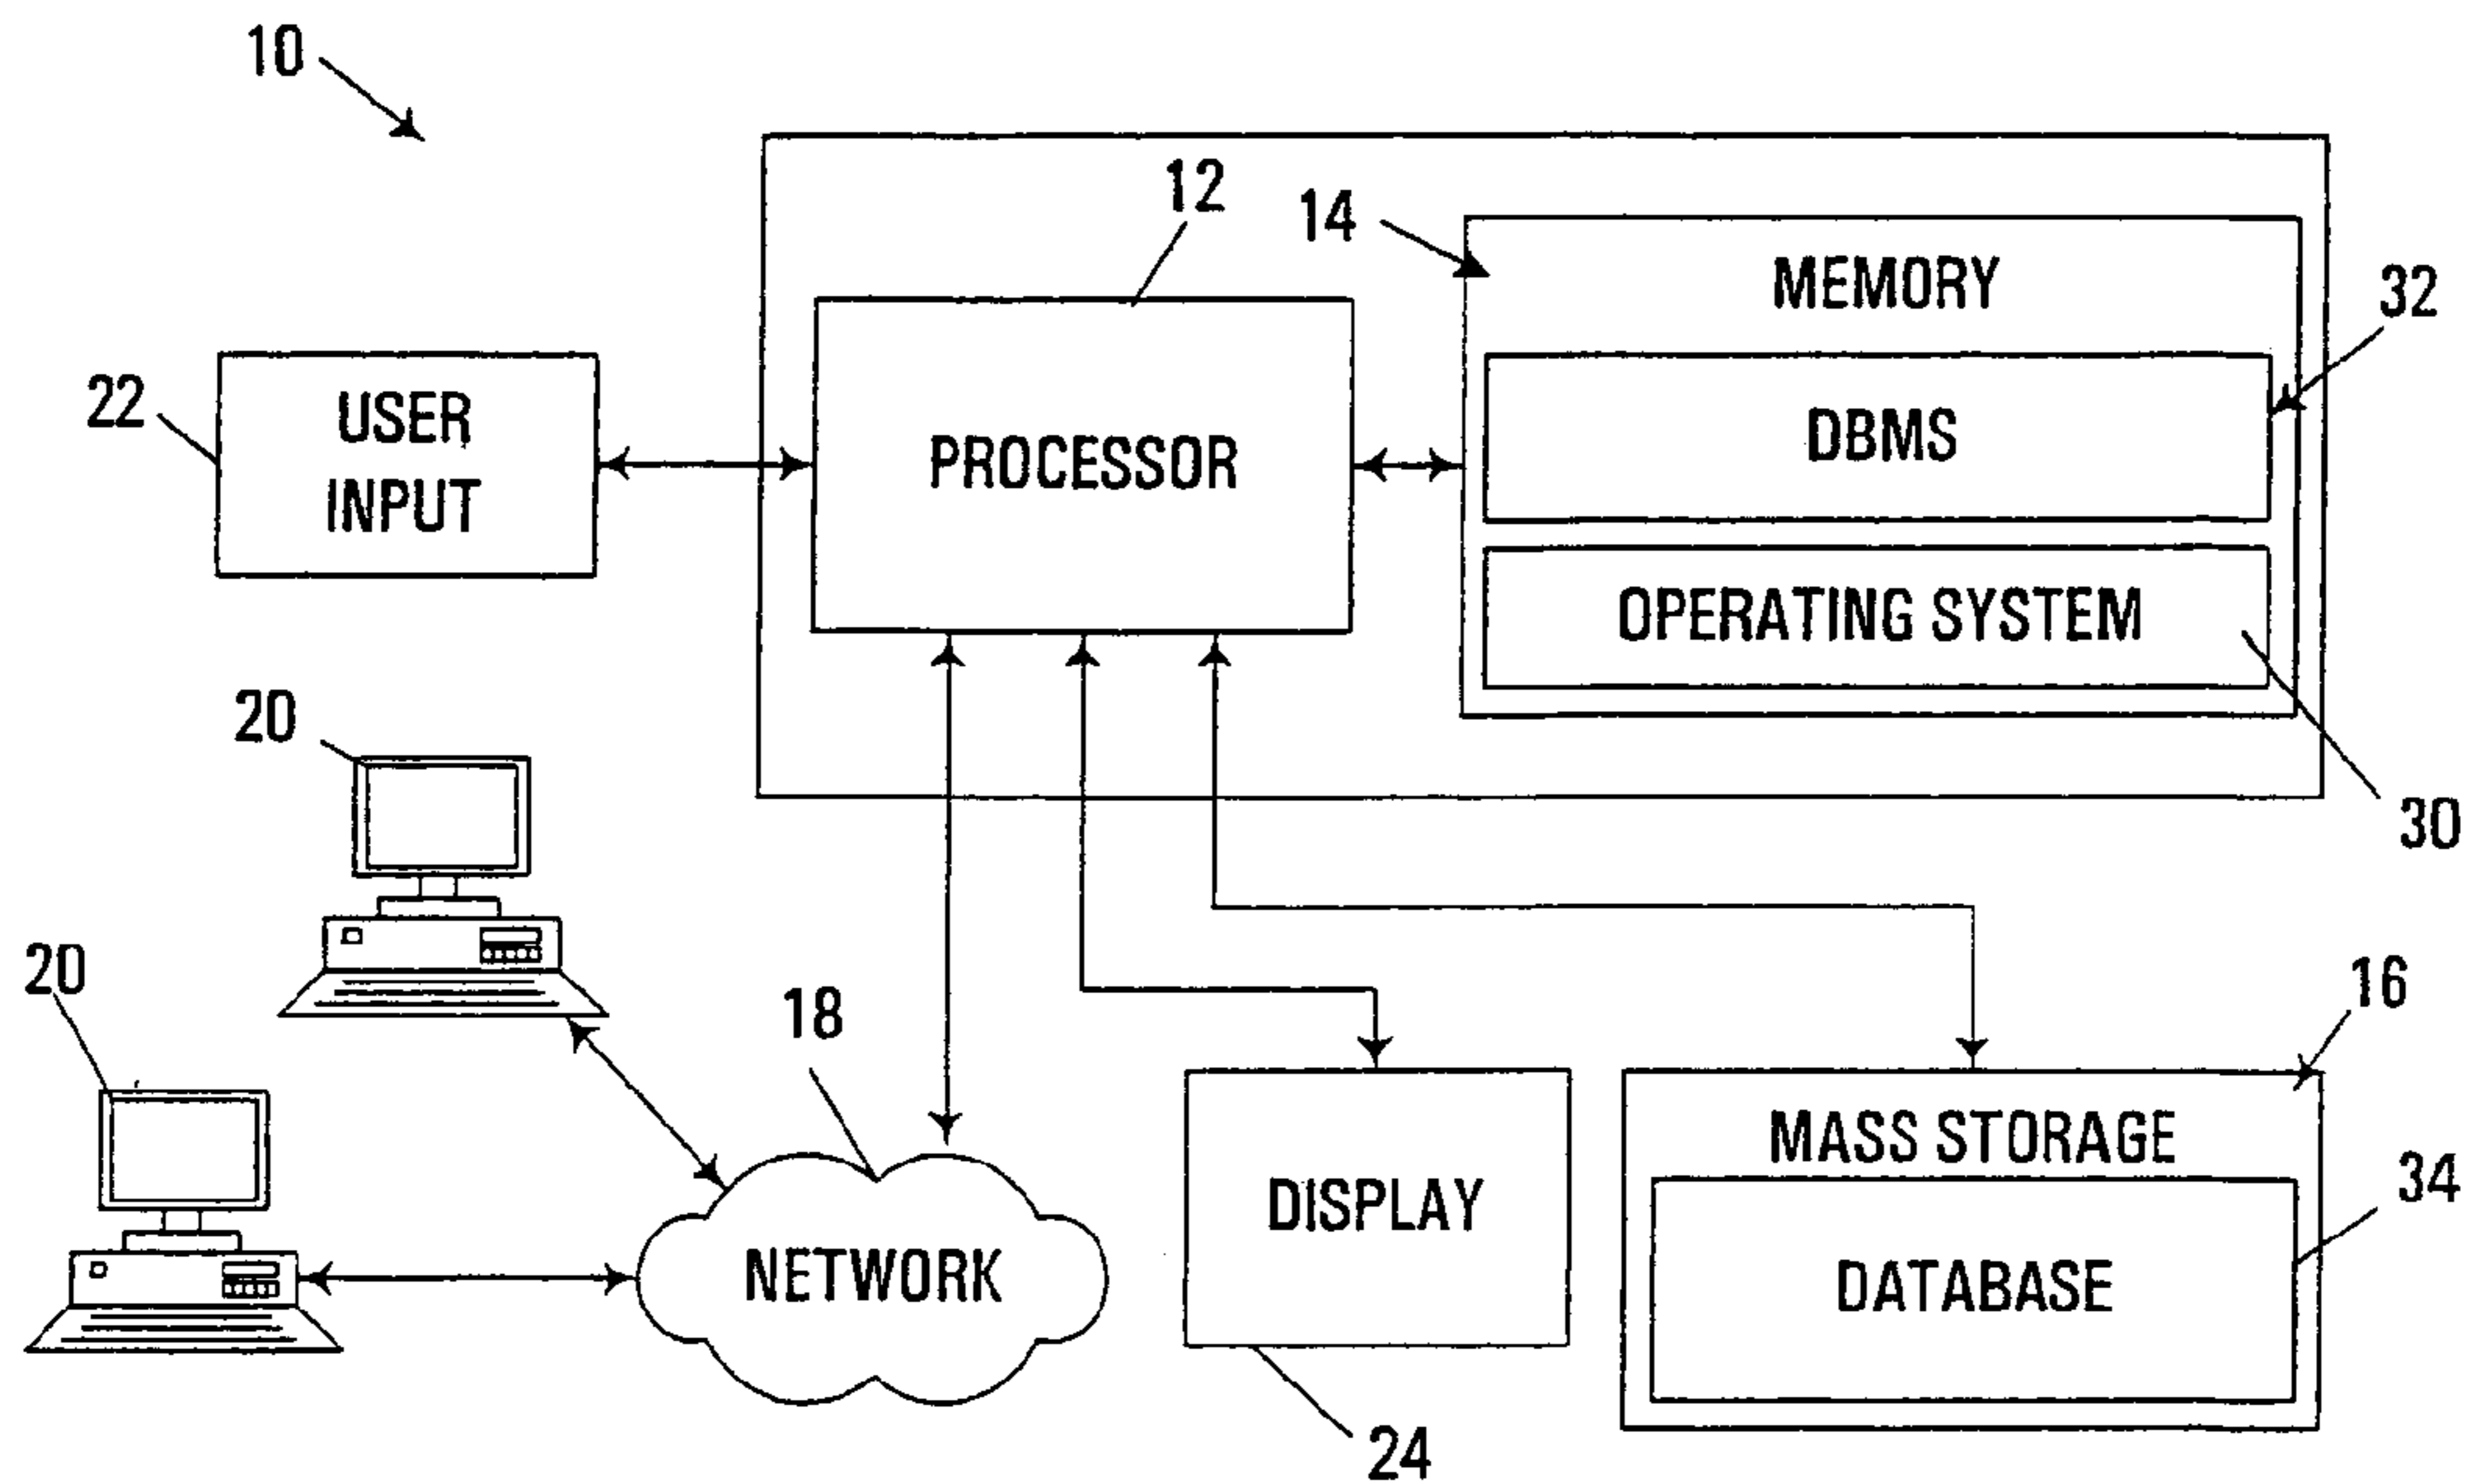 10
12
14
MEMORY
32
22
USER
INPUT
PROCESSOR
DBMS
OPERATING SYSTEM
20
30
20
18
16
MASS STORAGE
34
DISPLAY
NETWORK
DATABASE
24